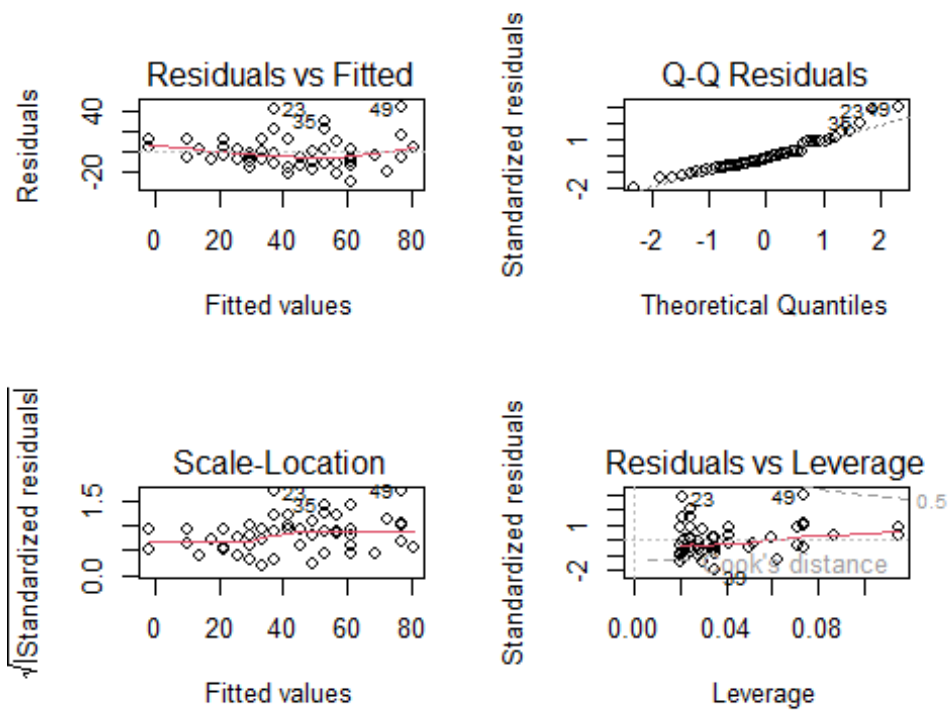 Residuals vs Fitted
Residuals
40
-20
23
35
49
0 20 40 60 80
Fitted values
Q-Q Residuals
Standardized residuals
1
-2
23
49
35
-2 -1 0 1 2
Theoretical Quantiles
Scale-Location
√|Standardized residuals|
1.5
0.0
23
35
49
0 20 40 60 80
Fitted values
Residuals vs Leverage
Standardized residuals
1
-2
23
49
0.5
Cook's distance
0.00 0.04 0.08
Leverage